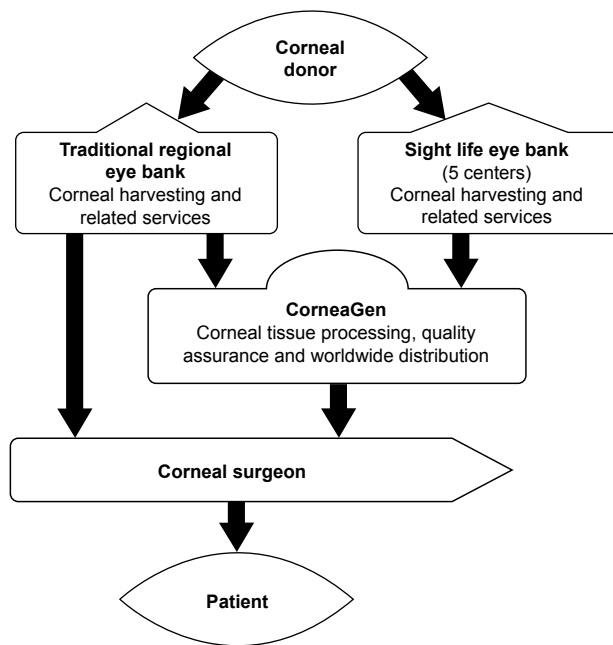 Corneal
donor
Traditional regional
eye bank
Corneal harvesting and
related services
Sight life eye bank
(5 centers)
Corneal harvesting and
related services
CorneaGen
Corneal tissue processing, quality
assurance and worldwide distribution
Corneal surgeon
Patient